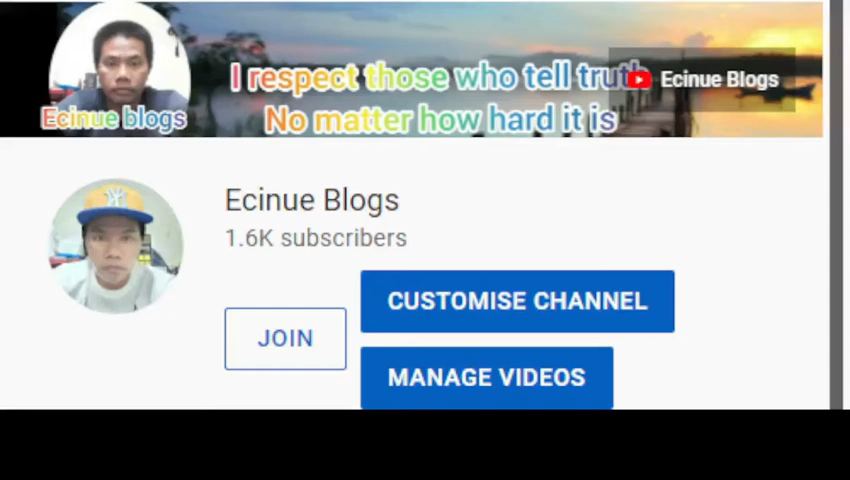 I respect those who tell truth
Ecinue Blogs
Ecinue blogs
No matter how hard it is
Ecinue Blogs
1.6K subscribers
CUSTOMISE CHANNEL
JOIN
MANAGE VIDEOS